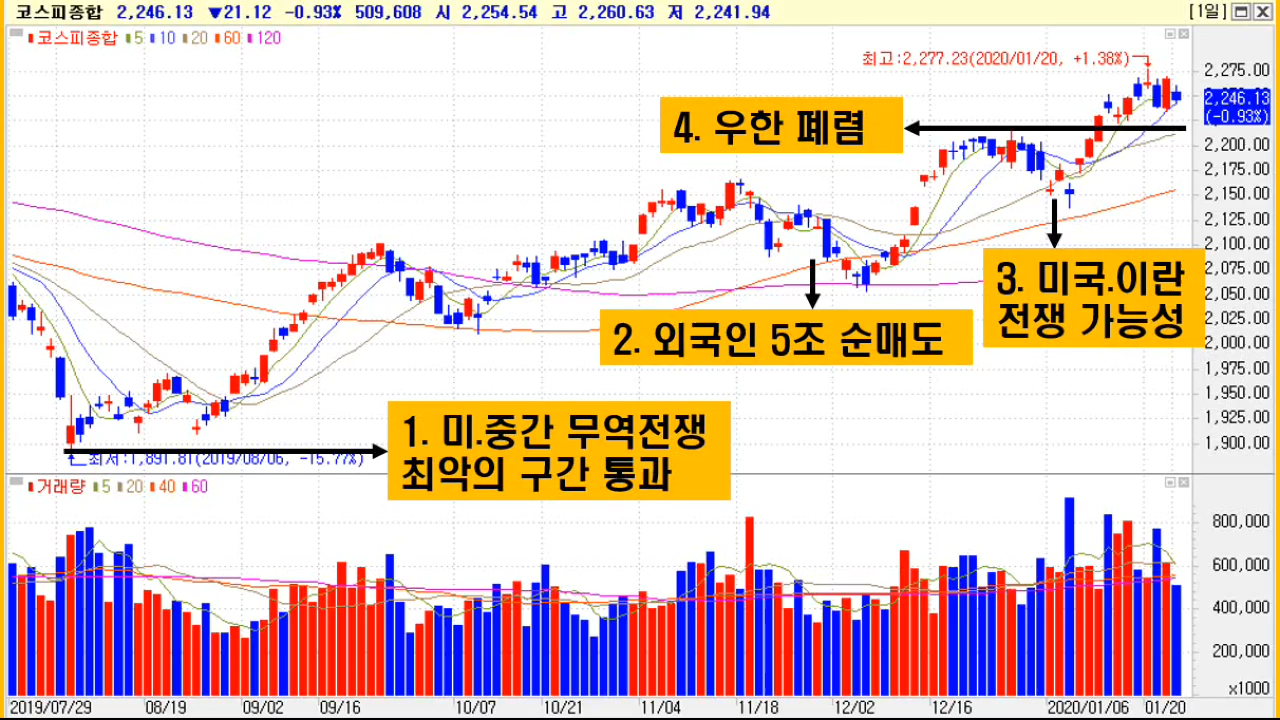 코스피종합 2,246.13 ▼21.12 -0.93% 509,608 시 2,254.54 고 2,260.63 저 2,241.94 [1일]
코스피종합 5 10 20 60 120
최고:2,277.23(2020/01/20, +1.38%)
2,275.00
2,246.13
(-0.93%)
4. 우한 폐렴
2,200.00
2,175.00
2,150.00
2,125.00
2,100.00
3. 미국.이란
전쟁 가능성
2,075.00
2,050.00
2,025.00
2,000.00
2. 외국인 5조 순매도
1,975.00
1,950.00
1,925.00
1,900.00
1. 미.중간 무역전쟁
최악의 구간 통과
최저:1,891.81(2019/08/06, -15.77%)
거래량 5 20 40 60
800,000
600,000
400,000
200,000
x1000
2019/07/29 08/19 09/02 09/16 10/07 10/21 11/04 11/18 12/02 12/16 2020/01/06 01/20